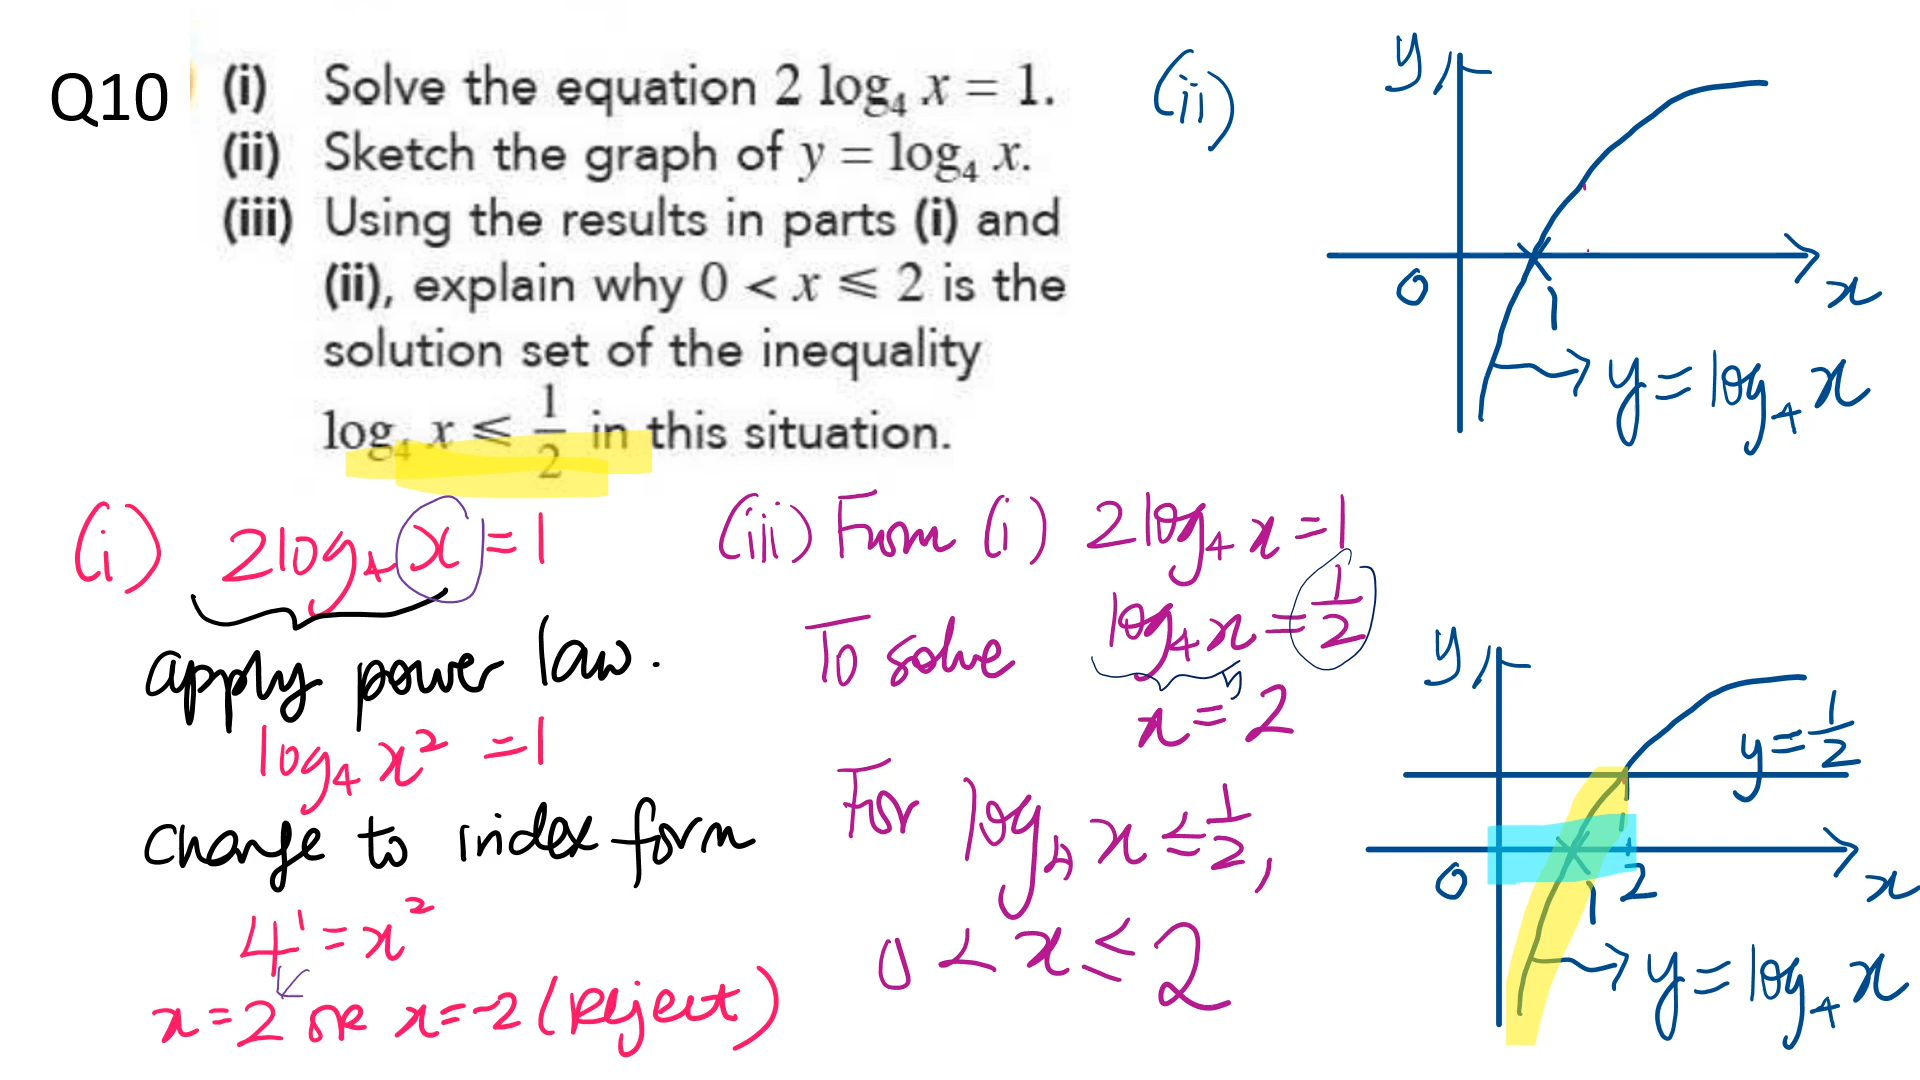 Q10 (i) Solve the equation 2 log₄ x = 1.
(ii) Sketch the graph of y = log₄ x.
(iii) Using the results in parts (i) and
(ii), explain why 0 < x ⩽ 2 is the
solution set of the inequality
log₄ x ⩽ 1/2 in this situation.
(i) 2log₄ x = 1
apply power law.
log₄ x² = 1
change to index form
4¹ = x²
x = 2 or x = -2 (Reject)
(ii)
y
0
1
x
y = log₄ x
(iii) From (i) 2log₄ x = 1
To solve log₄ x = 1/2
x = 2
For log₄ x ≤ 1/2,
0 < x ≤ 2
y
y = 1/2
0
1
2
x
y = log₄ x